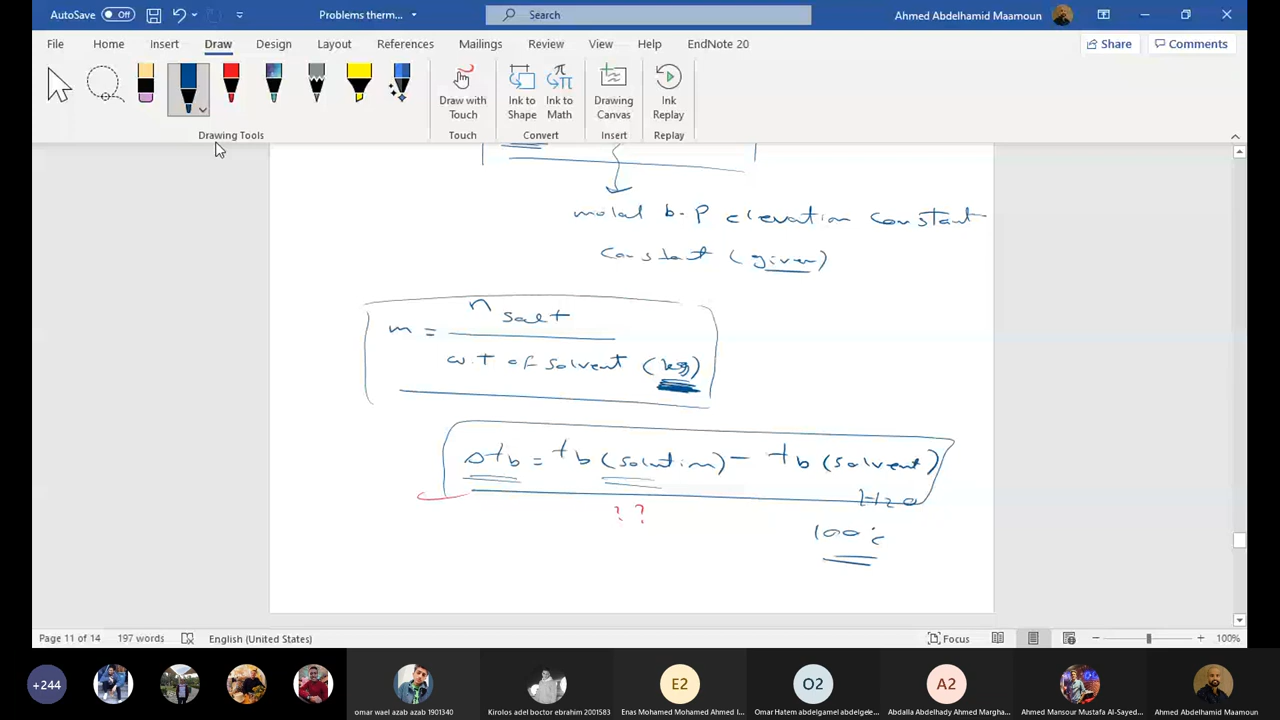 AutoSave Off Problems therm... Search Ahmed Abdelhamid Maamoun
File Home Insert Draw Design Layout References Mailings Review View Help EndNote 20 Share Comments
Draw with Touch Ink to Shape Ink to Math Drawing Canvas Ink Replay
Drawing Tools Touch Convert Insert Replay
molal b.P elevation constant
constant (given)
m = n salt
w.t of solvent (kg)
Δtb = tb (solution) - tb (solvent)
H2O
? ?
100 °c
Page 11 of 14 197 words English (United States) Focus 100%
+244 E2 O2 A2
omar wael azab azab 1901340 Kirolos adel boctor ebrahim 2001583 Enas Mohamed Mohamed Ahmed I... Omar Hatem abdelgamel abdelgele... Abdalla Abdelhady Ahmed Margha... Ahmed Mansour Mustafa Al-Sayed... Ahmed Abdelhamid Maamoun